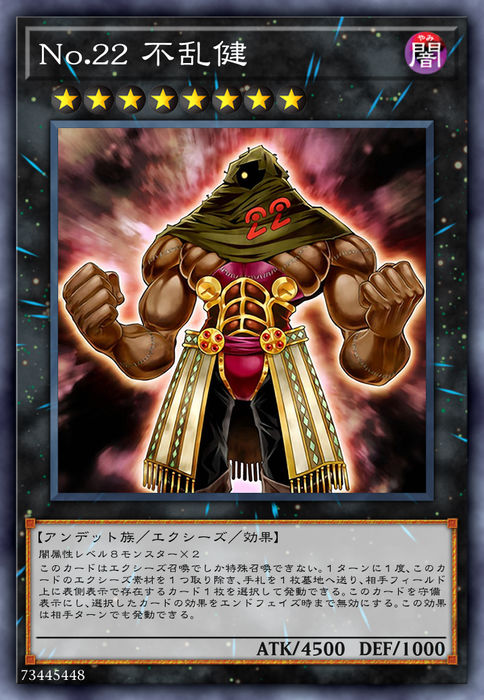 No.22 不乱健
やみ
闇
22
【アンデット族／エクシーズ／効果】
闇属性レベル８モンスター×２
このカードはエクシーズ召喚でしか特殊召喚できない。１ターンに１度、このカ
ードのエクシーズ素材を１つ取り除き、手札を１枚墓地へ送り、相手フィールド
上に表側表示で存在するカード１枚を選択して発動できる。このカードを守備
表示にし、選択したカードの効果をエンドフェイズ時まで無効にする。この効果
は相手ターンでも発動できる。
ATK/4500 DEF/1000
73445448